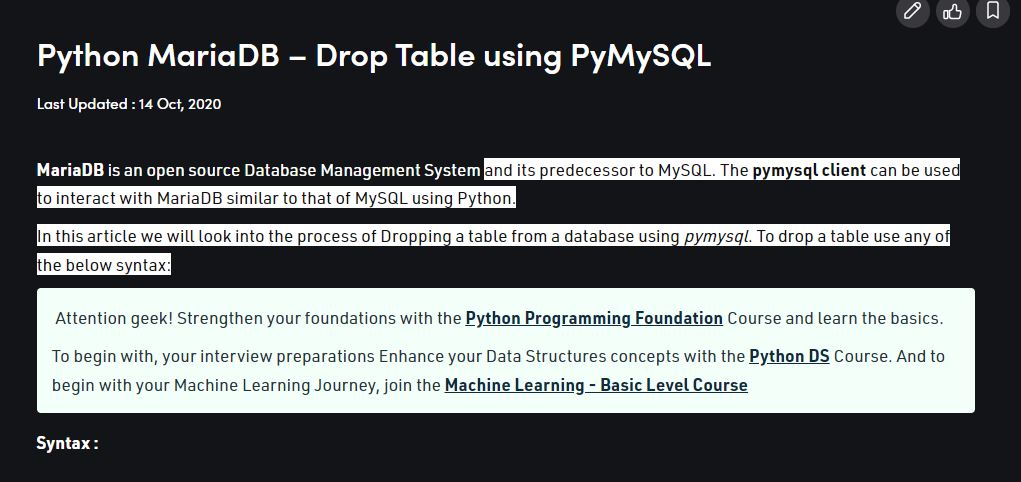 Python MariaDB – Drop Table using PyMySQL
Last Updated : 14 Oct, 2020
MariaDB is an open source Database Management System and its predecessor to MySQL. The pymysql client can be used
to interact with MariaDB similar to that of MySQL using Python.
In this article we will look into the process of Dropping a table from a database using pymysql. To drop a table use any of
the below syntax:
Attention geek! Strengthen your foundations with the Python Programming Foundation Course and learn the basics.
To begin with, your interview preparations Enhance your Data Structures concepts with the Python DS Course. And to
begin with your Machine Learning Journey, join the Machine Learning - Basic Level Course
Syntax :